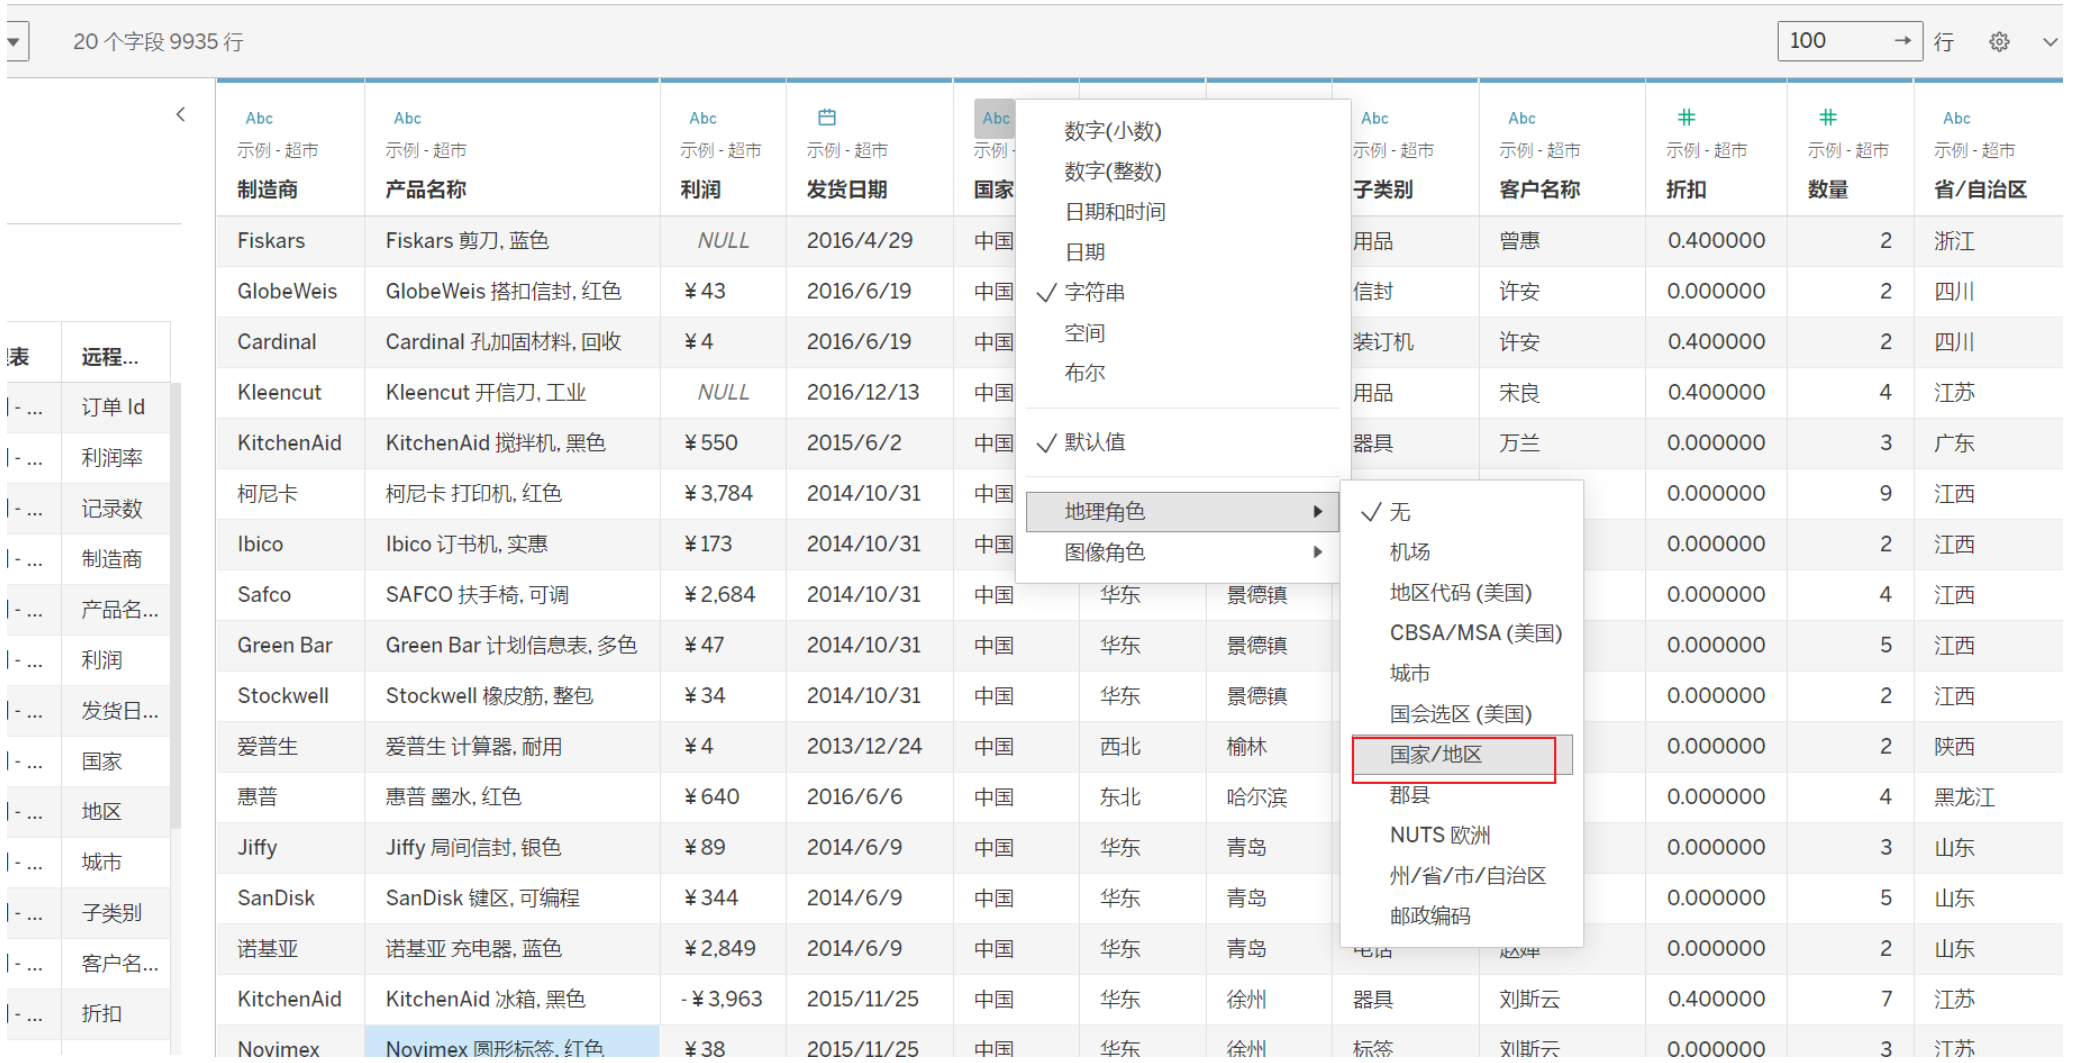 20 个字段 9935 行
100 → 行
Abc Abc Abc Abc Abc Abc Abc
示例 - 超市 示例 - 超市 示例 - 超市 示例 - 超市 示例 - 示例 - 超市 示例 - 超市 示例 - 超市 示例 - 超市 示例 - 超市
制造商 产品名称 利润 发货日期 国家 子类别 客户名称 折扣 数量 省/自治区
Fiskars Fiskars 剪刀, 蓝色 NULL 2016/4/29 中国 用品 曾惠 0.400000 2 浙江
GlobeWeis GlobeWeis 搭扣信封, 红色 ¥43 2016/6/19 中国 信封 许安 0.000000 2 四川
Cardinal Cardinal 孔加固材料, 回收 ¥4 2016/6/19 中国 装订机 许安 0.400000 2 四川
Kleencut Kleencut 开信刀, 工业 NULL 2016/12/13 中国 用品 宋良 0.400000 4 江苏
KitchenAid KitchenAid 搅拌机, 黑色 ¥550 2015/6/2 中国 器具 万兰 0.000000 3 广东
柯尼卡 柯尼卡 打印机, 红色 ¥3,784 2014/10/31 中国 0.000000 9 江西
Ibico Ibico 订书机, 实惠 ¥173 2014/10/31 中国 0.000000 2 江西
Safco SAFCO 扶手椅, 可调 ¥2,684 2014/10/31 中国 华东 景德镇 0.000000 4 江西
Green Bar Green Bar 计划信息表, 多色 ¥47 2014/10/31 中国 华东 景德镇 0.000000 5 江西
Stockwell Stockwell 橡皮筋, 整包 ¥34 2014/10/31 中国 华东 景德镇 0.000000 2 江西
爱普生 爱普生 计算器, 耐用 ¥4 2013/12/24 中国 西北 榆林 0.000000 2 陕西
惠普 惠普 墨水, 红色 ¥640 2016/6/6 中国 东北 哈尔滨 0.000000 4 黑龙江
Jiffy Jiffy 局间信封, 银色 ¥89 2014/6/9 中国 华东 青岛 0.000000 3 山东
SanDisk SanDisk 键区, 可编程 ¥344 2014/6/9 中国 华东 青岛 0.000000 5 山东
诺基亚 诺基亚 充电器, 蓝色 ¥2,849 2014/6/9 中国 华东 青岛 电话 赵婵 0.000000 2 山东
KitchenAid KitchenAid 冰箱, 黑色 -¥3,963 2015/11/25 中国 华东 徐州 器具 刘斯云 0.400000 7 江苏
Novimex Novimex 圆形标签, 红色 ¥38 2015/11/25 中国 华东 徐州 标签 刘斯云 0.000000 3 江苏
数字(小数)
数字(整数)
日期和时间
日期
字符串
空间
布尔
默认值
地理角色
图像角色
无
机场
地区代码 (美国)
CBSA/MSA (美国)
城市
国会选区 (美国)
国家/地区
郡县
NUTS 欧洲
州/省/市/自治区
邮政编码
表 远程...
- ... 订单 Id
- ... 利润率
- ... 记录数
- ... 制造商
- ... 产品名...
- ... 利润
- ... 发货日...
- ... 国家
- ... 地区
- ... 城市
- ... 子类别
- ... 客户名...
- ... 折扣